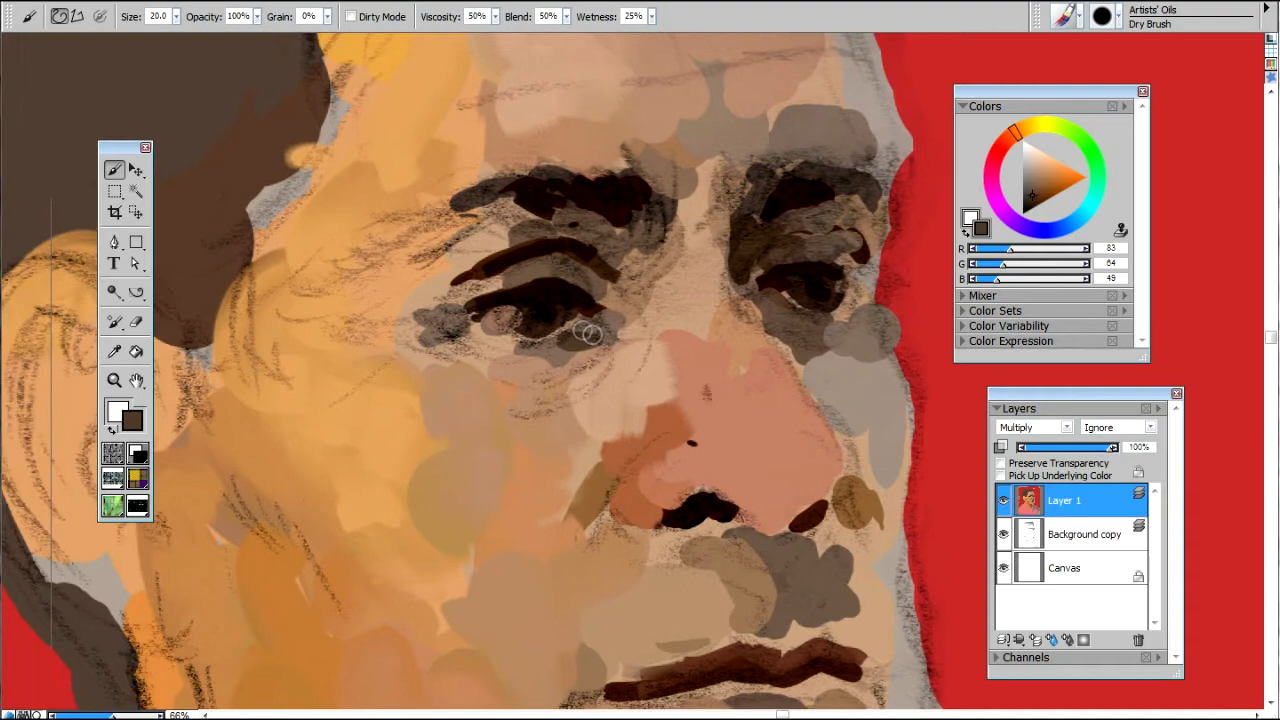 Size: 20.0 Opacity: 100% Grain: 0% Dirty Mode Viscosity: 50% Blend: 50% Wetness: 25%
Artists' Oils
Dry Brush
Colors
R 83
G 64
B 49
Mixer
Color Sets
Color Variability
Color Expression
Layers
Multiply Ignore
100%
Preserve Transparency
Pick Up Underlying Color
Layer 1
Background copy
Canvas
Channels
T
66%